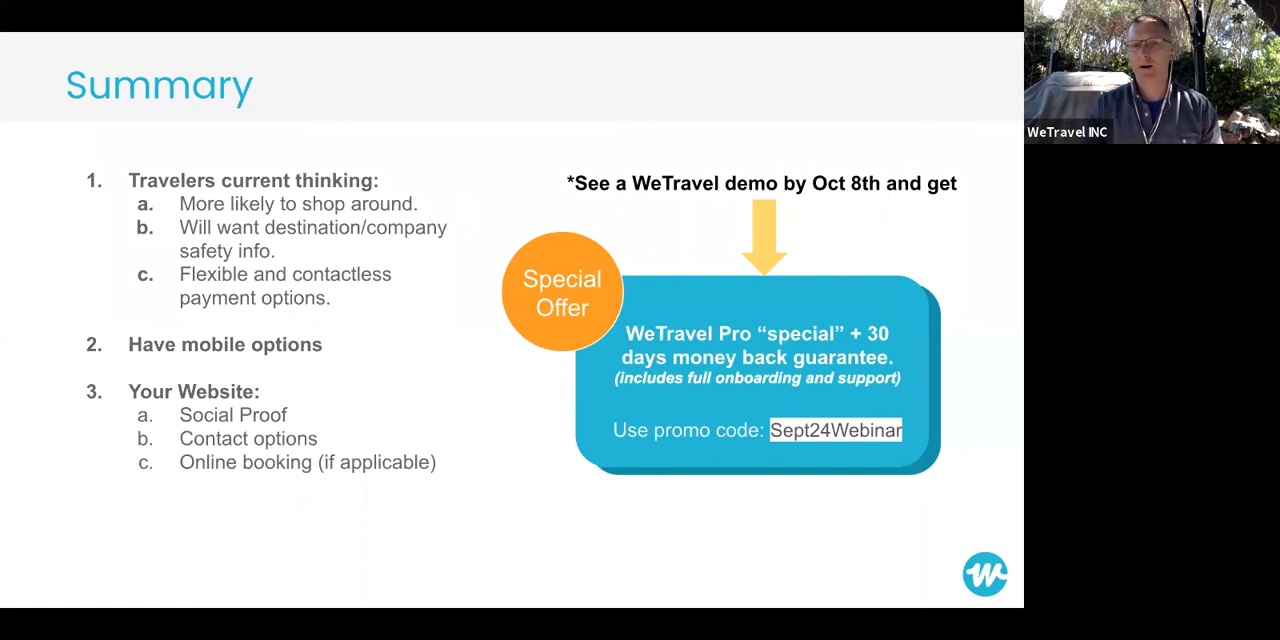 Summary
1. Travelers current thinking:
a. More likely to shop around.
b. Will want destination/company
safety info.
c. Flexible and contactless
payment options.
2. Have mobile options
3. Your Website:
a. Social Proof
b. Contact options
c. Online booking (if applicable)
*See a WeTravel demo by Oct 8th and get
Special
Offer
WeTravel Pro “special” + 30
days money back guarantee.
(includes full onboarding and support)
Use promo code: Sept24Webinar
WeTravel INC